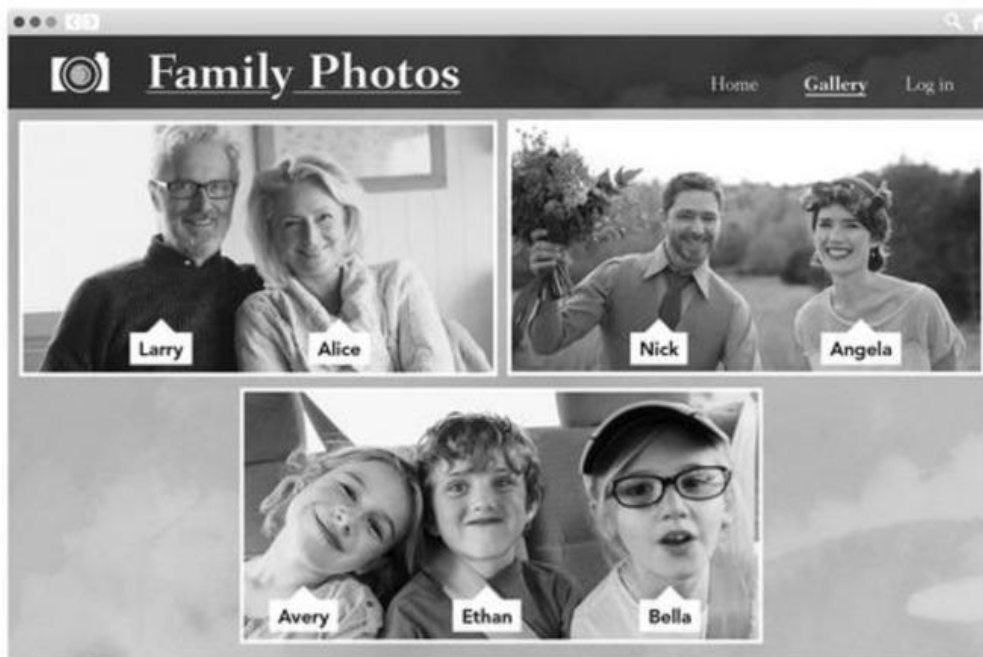 Family Photos
Home Gallery Log in
Larry Alice
Nick Angela
Avery Ethan Bella